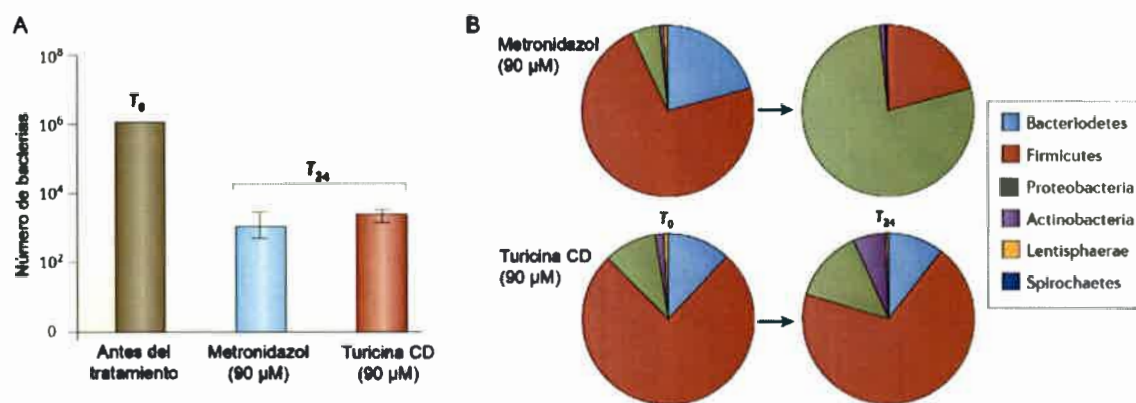 A
10⁸
10⁶
10⁴
10²
0
Número de bacterias
T₀
T₂₄
Antes del
tratamiento
Metronidazol
(90 µM)
Turicina CD
(90 µM)
B
Metronidazol
(90 µM)
T₀
T₂₄
Turicina CD
(90 µM)
Bacteriodetes
Firmicutes
Proteobacteria
Actinobacteria
Lentisphaerae
Spirochaetes